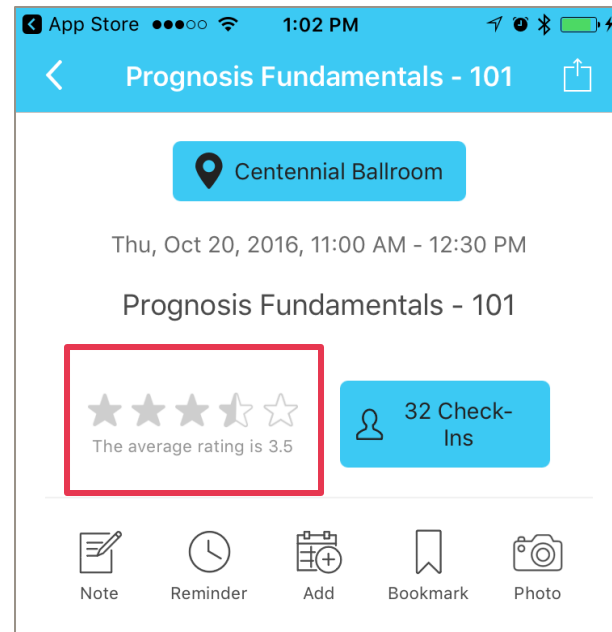 App Store 1:02 PM
Prognosis Fundamentals - 101
Centennial Ballroom
Thu, Oct 20, 2016, 11:00 AM - 12:30 PM
Prognosis Fundamentals - 101
The average rating is 3.5
32 Check-
Ins
Note Reminder Add Bookmark Photo